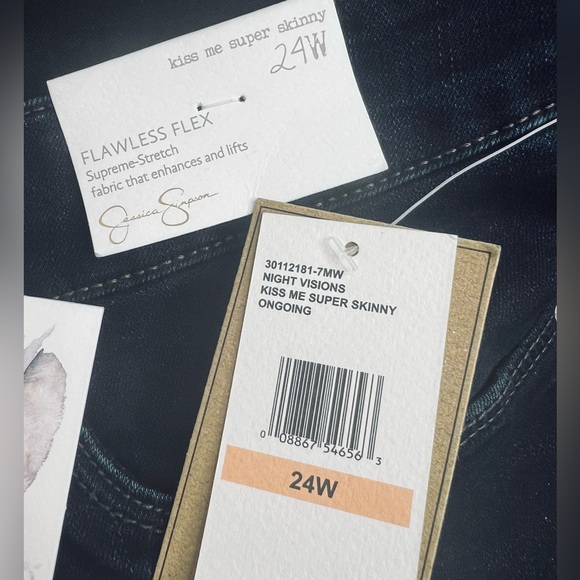 kiss me super skinny
24W
FLAWLESS FLEX
Supreme-Stretch
fabric that enhances and lifts
Jessica Simpson
30112181-7MW
NIGHT VISIONS
KISS ME SUPER SKINNY
ONGOING
0 08867 54656 3
24W